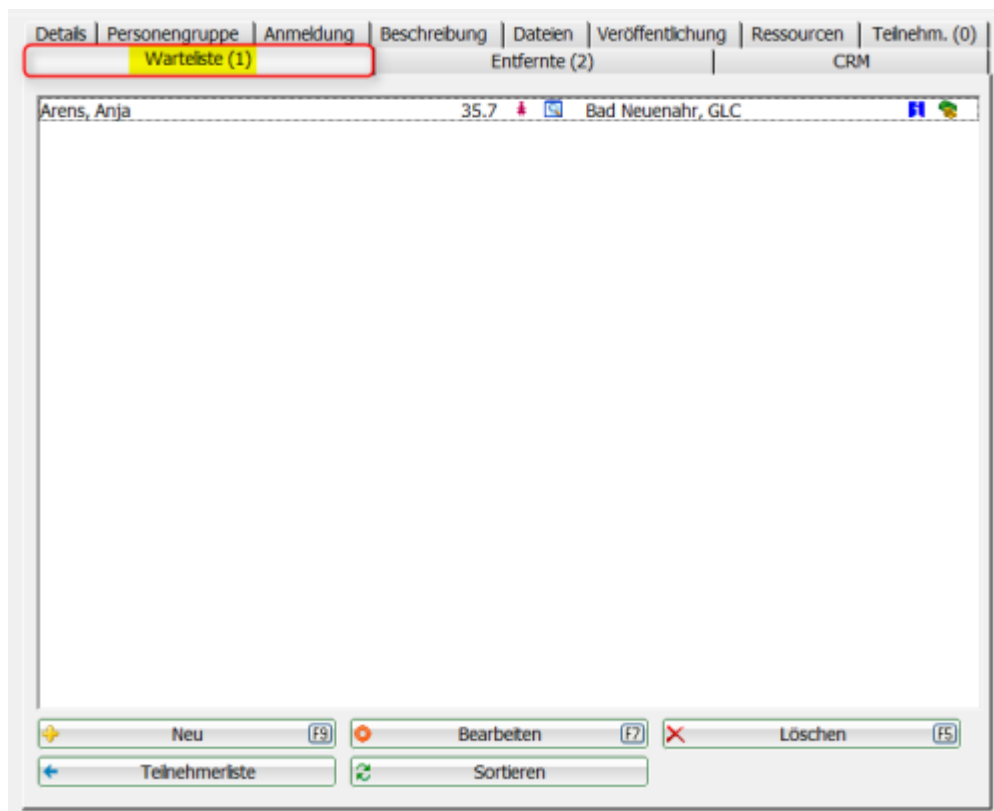 Details Personengruppe Anmeldung Beschreibung Dateien Veröffentlichung Ressourcen Teilnehm. (0)
Warteliste (1) Entfernte (2) CRM
Arens, Anja 35.7 Bad Neuenahr, GLC
Neu F9 Bearbeiten F7 Löschen F5
Teilnehmerliste Sortieren